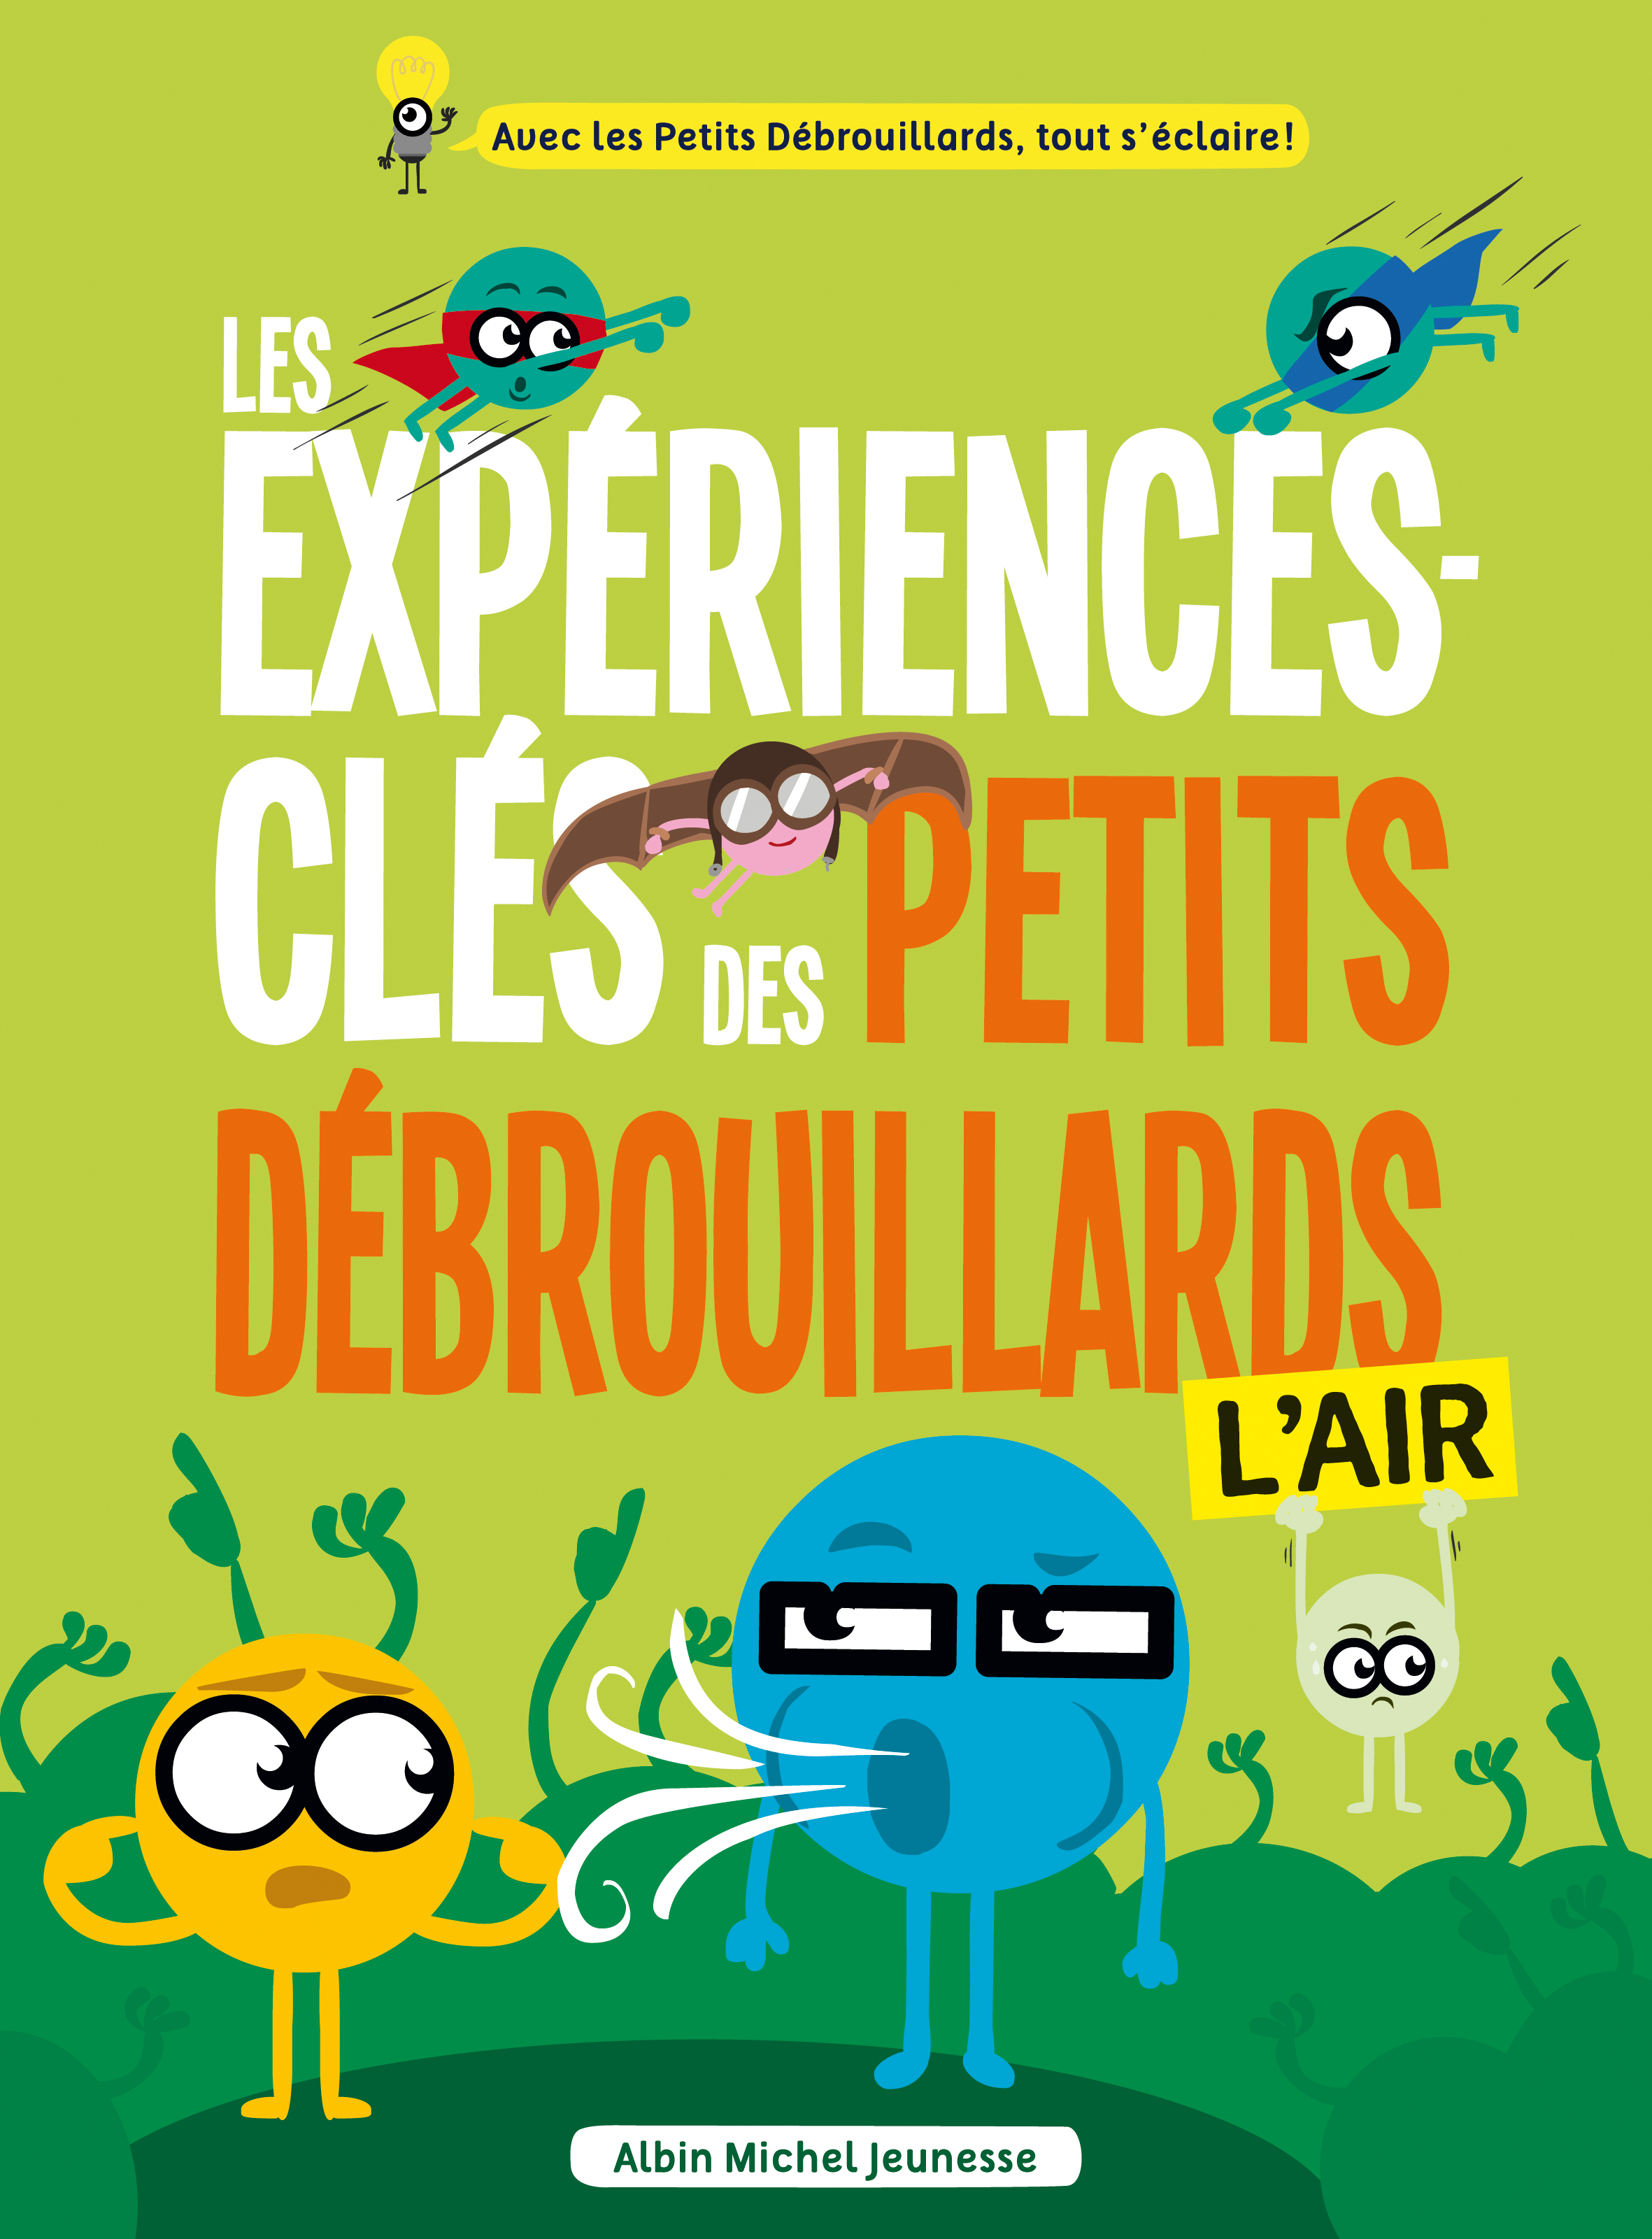 Avec les Petits Débrouillards, tout s'éclaire!
LES
EXPÉRIENCES-
CLÉS DES PETITS
DÉBROUILLARDS
L'AIR
Albin Michel Jeunesse